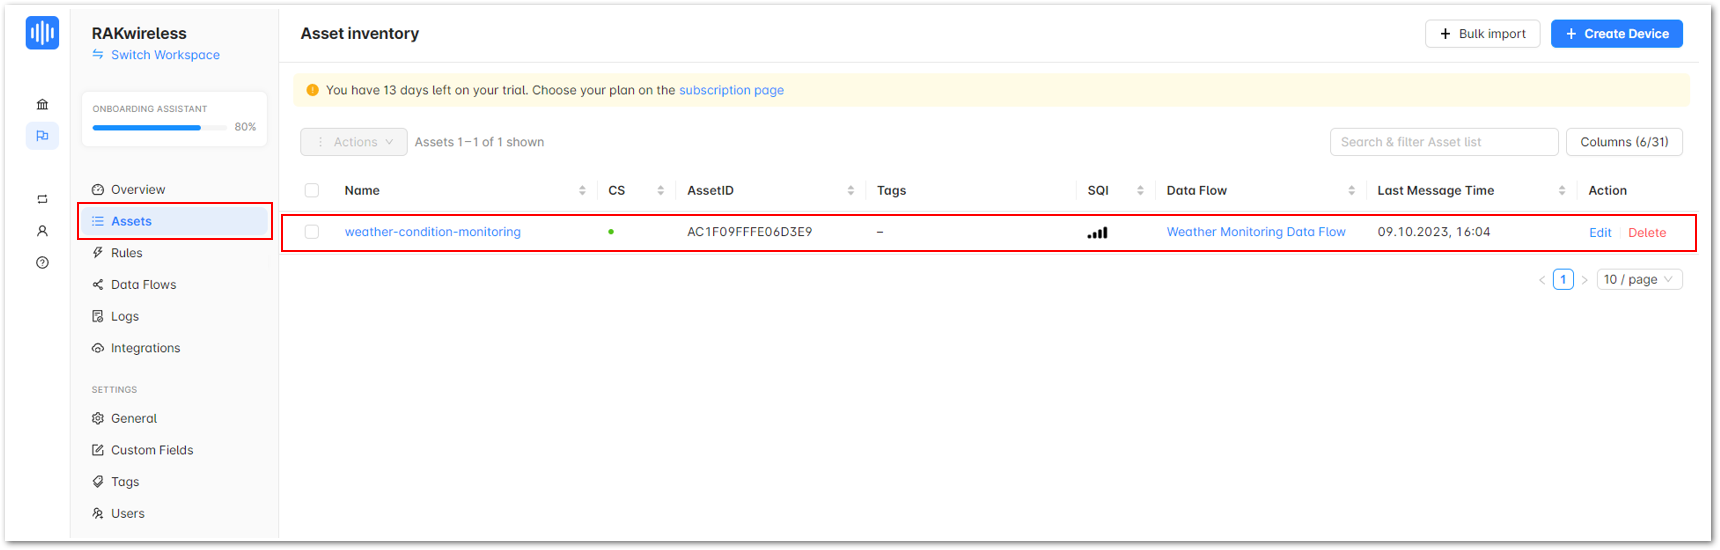 RAKwireless
Switch Workspace
ONBOARDING ASSISTANT
80%
Overview
Assets
Rules
Data Flows
Logs
Integrations
SETTINGS
General
Custom Fields
Tags
Users
Asset inventory
+ Bulk import
+ Create Device
You have 13 days left on your trial. Choose your plan on the subscription page
Actions
Assets 1–1 of 1 shown
Search & filter Asset list
Columns (6/31)
Name CS AssetID Tags SQI Data Flow Last Message Time Action
weather-condition-monitoring AC1F09FFFE06D3E9 – Weather Monitoring Data Flow 09.10.2023, 16:04 Edit Delete
< 1 > 10 / page